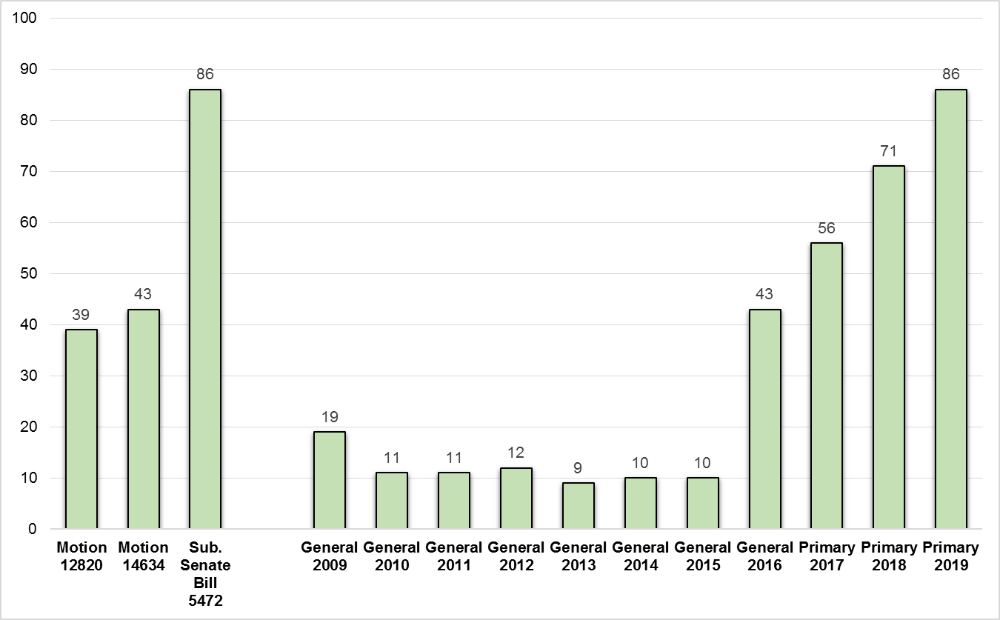 100
90
80
70
60
50
40
30
20
10
0
39
43
86
19
11
11
12
9
10
10
43
56
71
86
Motion
12820
Motion
14634
Sub.
Senate
Bill
5472
General
2009
General
2010
General
2011
General
2012
General
2013
General
2014
General
2015
General
2016
Primary
2017
Primary
2018
Primary
2019